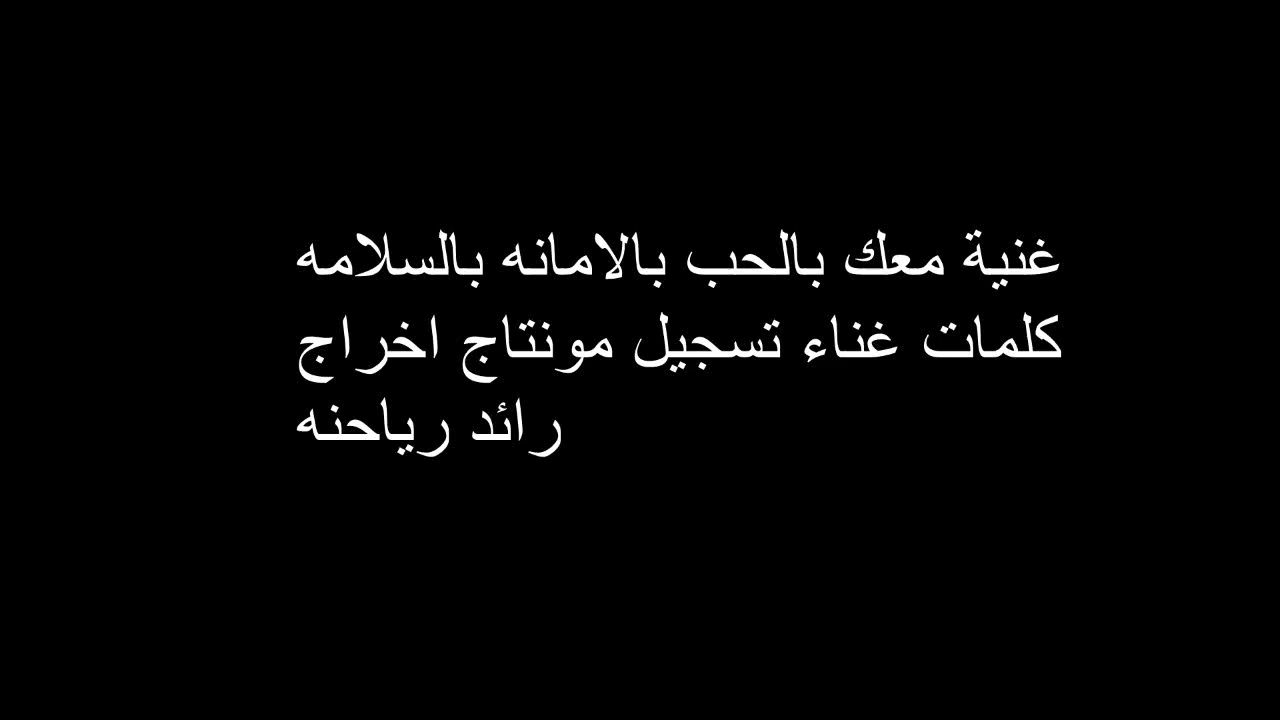 غنية معك بالحب بالامانه بالسلامه
كلمات غناء تسجيل مونتاج اخراج
رائد رياحنه